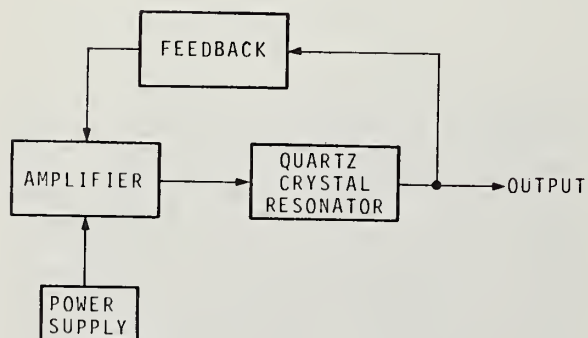 FEEDBACK
AMPLIFIER
QUARTZ
CRYSTAL
RESONATOR
OUTPUT
POWER
SUPPLY